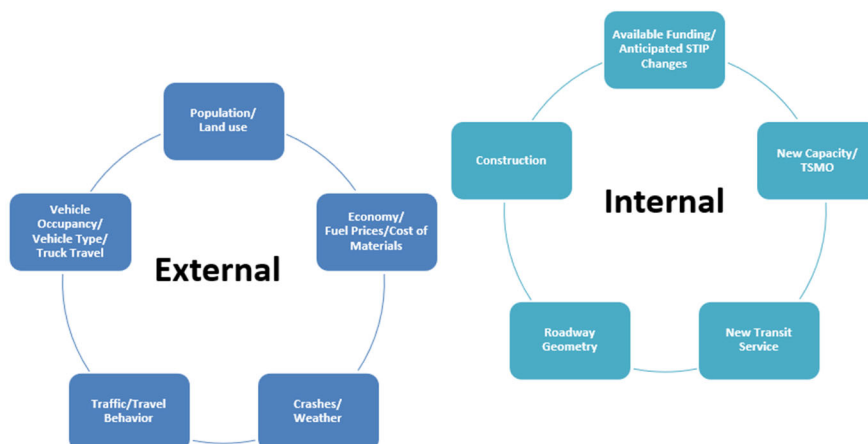 Population/
Land use
Economy/
Fuel Prices/Cost of
Materials
Crashes/
Weather
Traffic/Travel
Behavior
Vehicle
Occupancy/
Vehicle Type/
Truck Travel
External
Available Funding/
Anticipated STIP
Changes
New Capacity/
TSMO
New Transit
Service
Roadway
Geometry
Construction
Internal